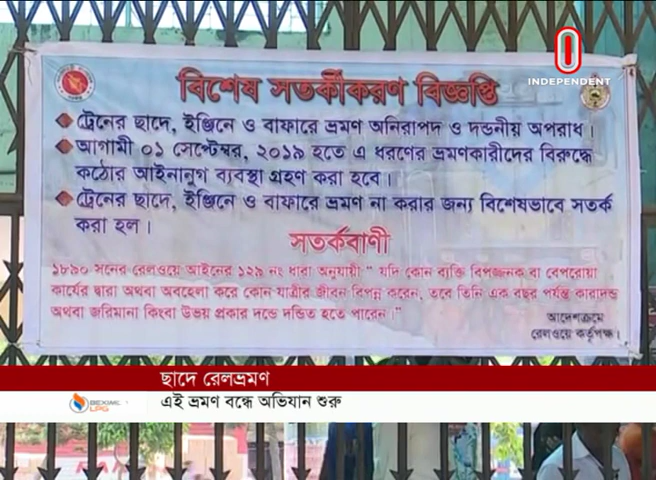 INDEPENDENT
বিশেষ সতর্কীকরণ বিজ্ঞপ্তি
ট্রেনের ছাদে, ইঞ্জিনে ও বাফারে ভ্রমণ অনিরাপদ ও দন্ডনীয় অপরাধ।
আগামী ০১ সেপ্টেম্বর, ২০১৯ হতে এ ধরণের ভ্রমণকারীদের বিরুদ্ধে
কঠোর আইনানুগ ব্যবস্থা গ্রহণ করা হবে।
ট্রেনের ছাদে, ইঞ্জিনে ও বাফারে ভ্রমণ না করার জন্য বিশেষভাবে সতর্ক
করা হল।
সতর্কবাণী
১৮৯০ সনের রেলওয়ে আইনের ১২৯ নং ধারা অনুযায়ী " যদি কোন ব্যক্তি বিপজ্জনক বা বেপরোয়া
কার্যের দ্বারা অথবা অবহেলা করে কোন যাত্রীর জীবন বিপন্ন করেন, তবে তিনি এক বছর পর্যন্ত কারাদন্ড
অথবা জরিমানা কিংবা উভয় প্রকার দন্ডে দন্ডিত হতে পারেন।"
আদেশক্রমে
রেলওয়ে কর্তৃপক্ষ।
ছাদে রেলভ্রমণ
এই ভ্রমণ বন্ধে অভিযান শুরু
LPG